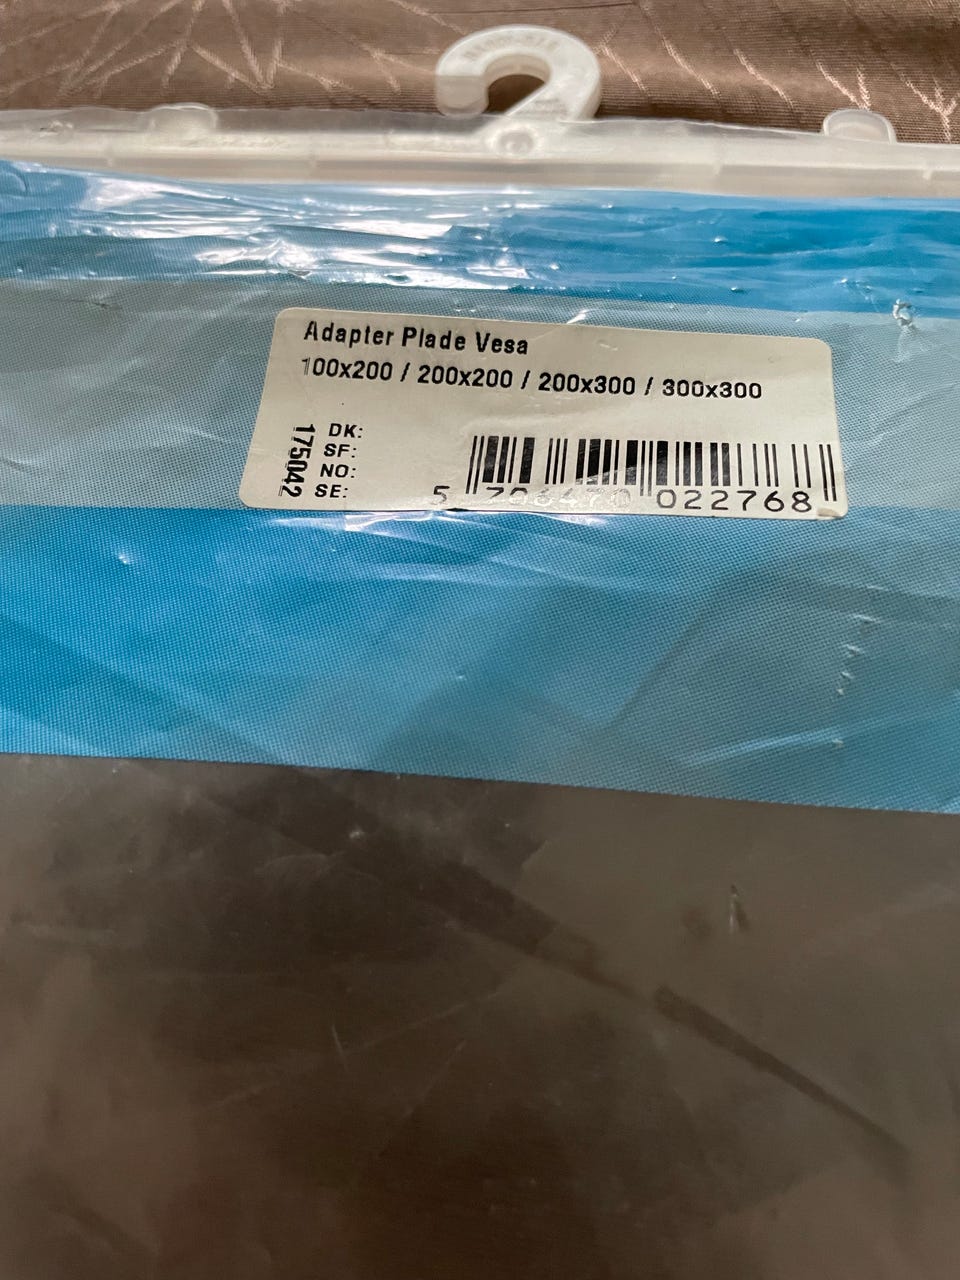 Adapter Plade Vesa
100x200 / 200x200 / 200x300 / 300x300
175042
DK:
SF:
NO:
SE:
5 706470 022768